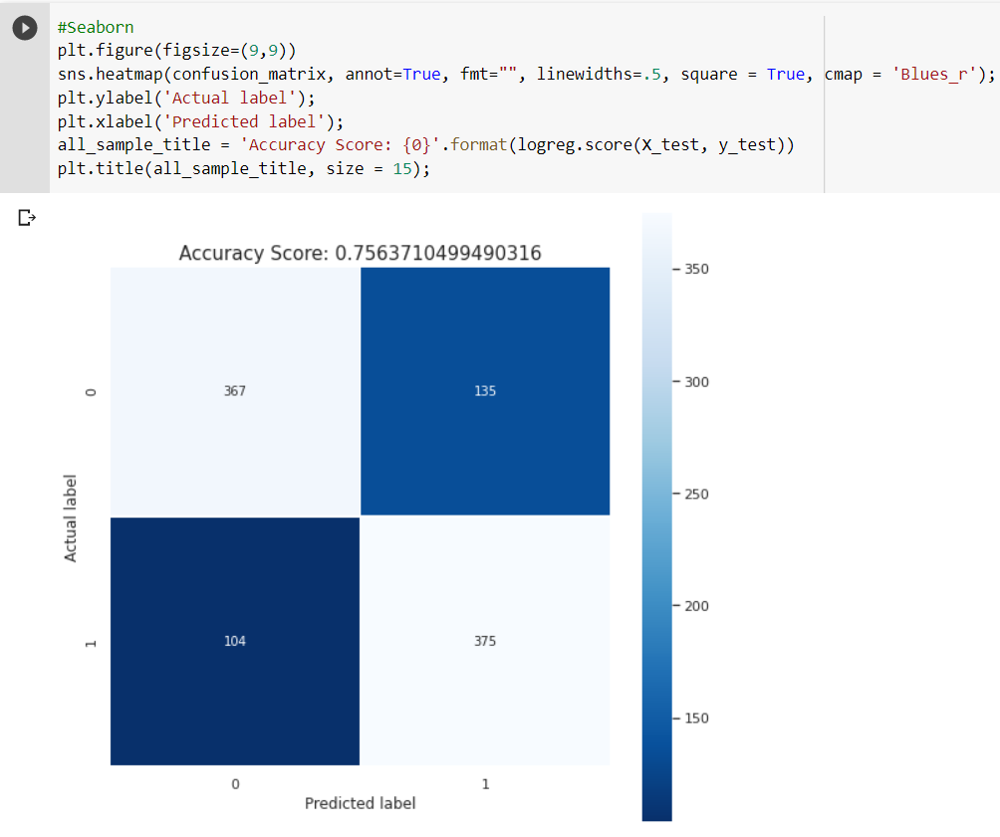 #Seaborn
plt.figure(figsize=(9,9))
sns.heatmap(confusion_matrix, annot=True, fmt="", linewidths=.5, square = True, cmap = 'Blues_r');
plt.ylabel('Actual label');
plt.xlabel('Predicted label');
all_sample_title = 'Accuracy Score: {0}'.format(logreg.score(X_test, y_test))
plt.title(all_sample_title, size = 15);
Accuracy Score: 0.7563710499490316
350
300
250
200
150
0
367
135
Actual label
1
104
375
0
1
Predicted label